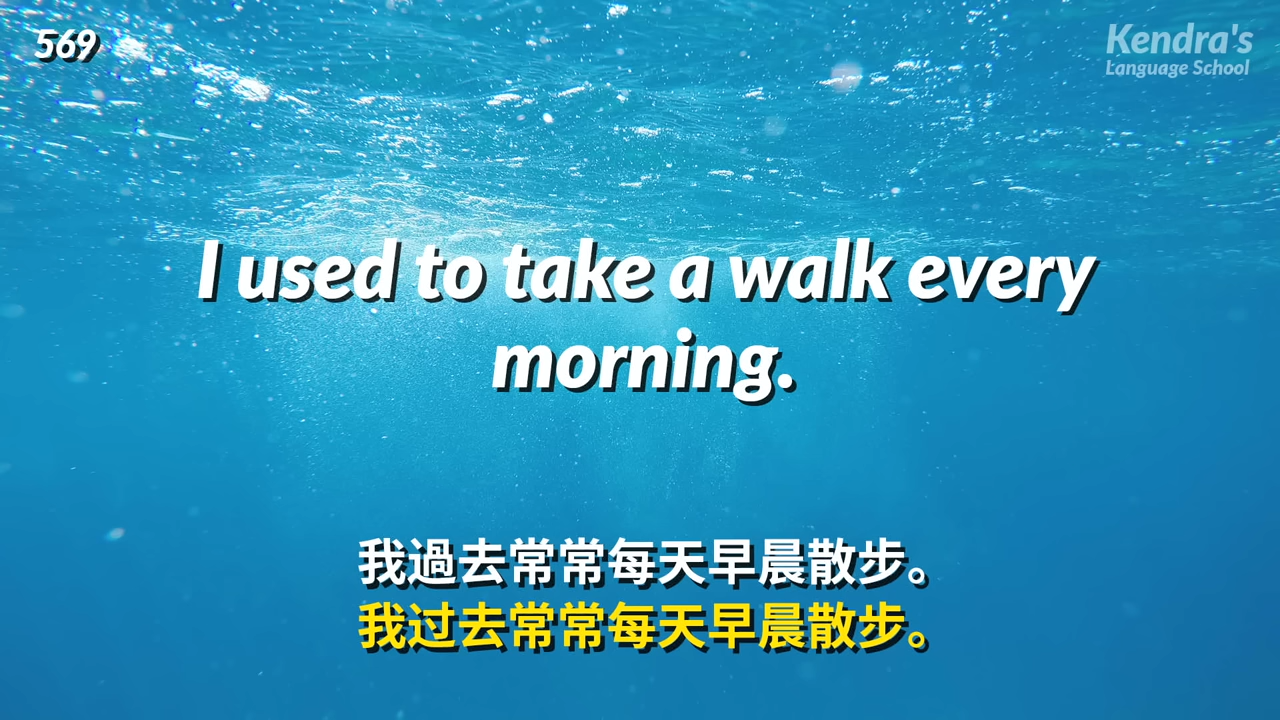 569
Kendra's
Language School
I used to take a walk every
morning.
我過去常常每天早晨散步。
我过去常常每天早晨散步。